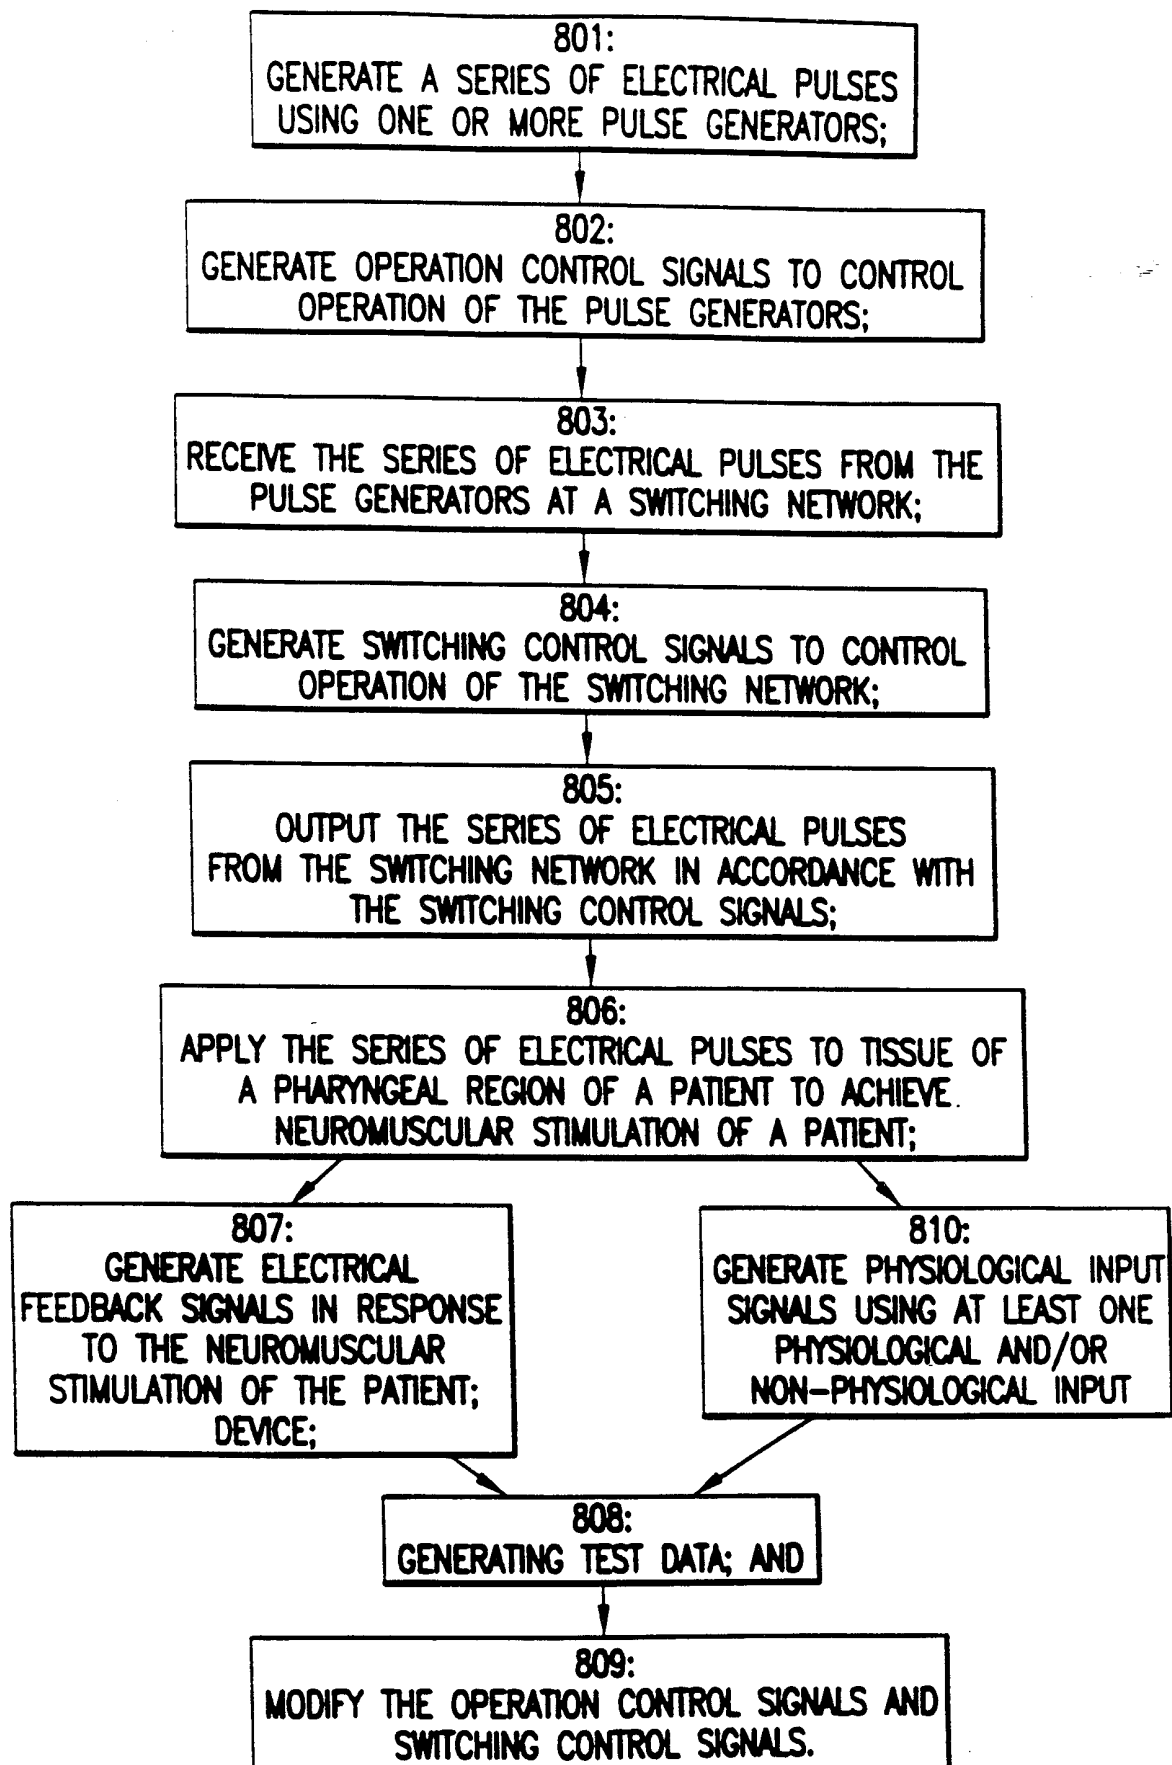 801:
GENERATE A SERIES OF ELECTRICAL PULSES
USING ONE OR MORE PULSE GENERATORS;
802:
GENERATE OPERATION CONTROL SIGNALS TO CONTROL
OPERATION OF THE PULSE GENERATORS;
803:
RECEIVE THE SERIES OF ELECTRICAL PULSES FROM THE
PULSE GENERATORS AT A SWITCHING NETWORK;
804:
GENERATE SWITCHING CONTROL SIGNALS TO CONTROL
OPERATION OF THE SWITCHING NETWORK;
805:
OUTPUT THE SERIES OF ELECTRICAL PULSES
FROM THE SWITCHING NETWORK IN ACCORDANCE WITH
THE SWITCHING CONTROL SIGNALS;
806:
APPLY THE SERIES OF ELECTRICAL PULSES TO TISSUE OF
A PHARYNGEAL REGION OF A PATIENT TO ACHIEVE
NEUROMUSCULAR STIMULATION OF A PATIENT;
807:
GENERATE ELECTRICAL
FEEDBACK SIGNALS IN RESPONSE
TO THE NEUROMUSCULAR
STIMULATION OF THE PATIENT;
DEVICE;
810:
GENERATE PHYSIOLOGICAL INPUT
SIGNALS USING AT LEAST ONE
PHYSIOLOGICAL AND/OR
NON-PHYSIOLOGICAL INPUT
808:
GENERATING TEST DATA; AND
809:
MODIFY THE OPERATION CONTROL SIGNALS AND
SWITCHING CONTROL SIGNALS.